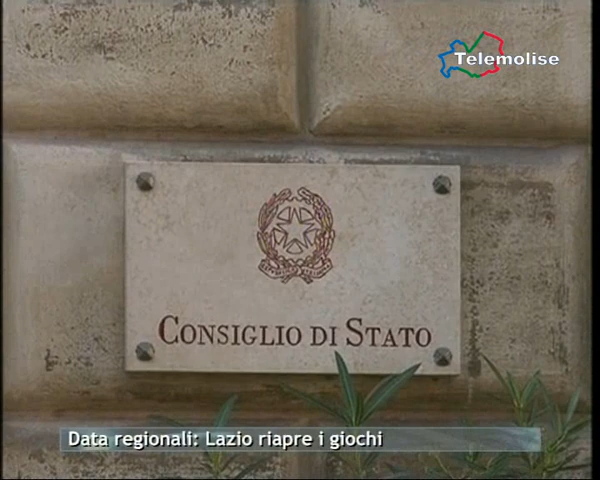 Telemolise
CONSIGLIO DI STATO
Data regionali: Lazio riapre i giochi